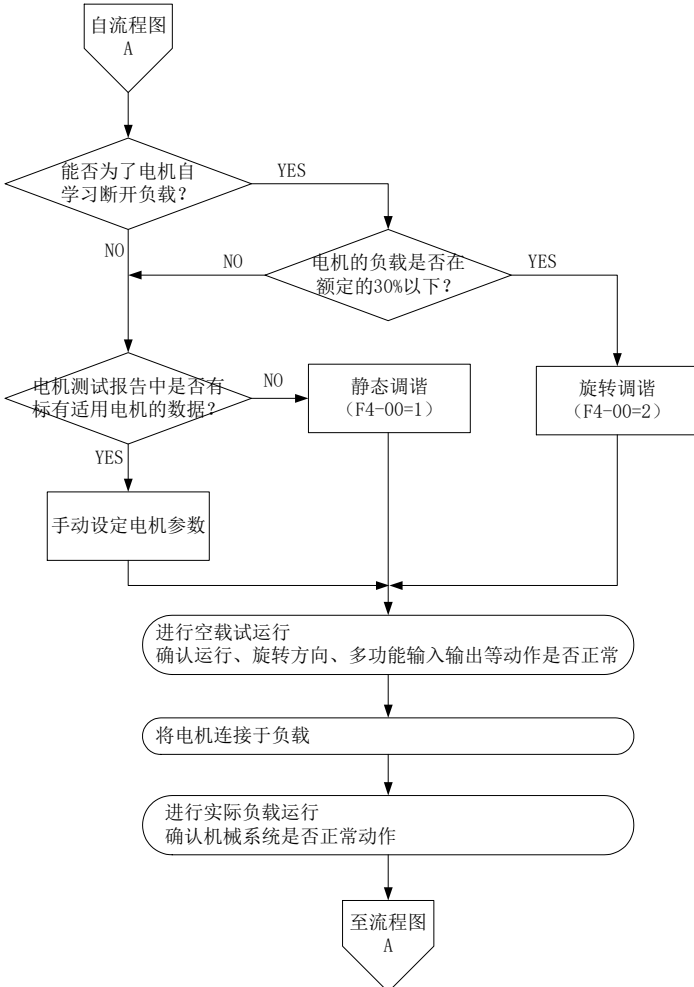 自流程图
A
能否为了电机自
学习断开负载?
YES
NO
电机的负载是否在
额定的30%以下?
NO
YES
电机测试报告中是否有
标有适用电机的数据?
NO
静态调谐
(F4-00=1)
旋转调谐
(F4-00=2)
YES
手动设定电机参数
进行空载试运行
确认运行、旋转方向、多功能输入输出等动作是否正常
将电机连接于负载
进行实际负载运行
确认机械系统是否正常动作
至流程图
A